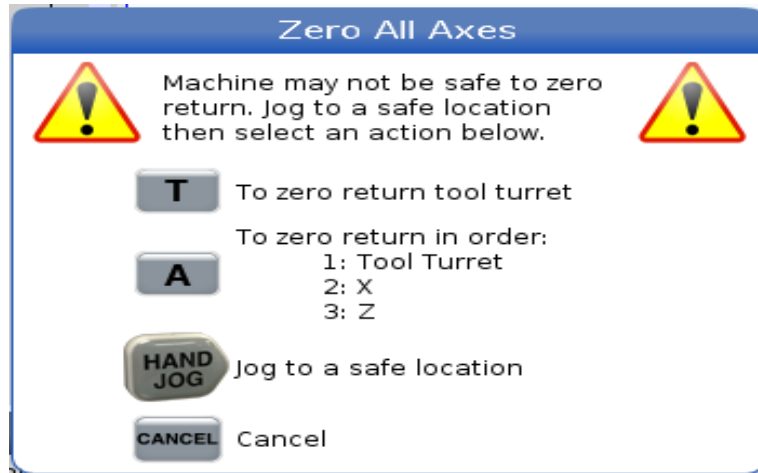 Zero All Axes
Machine may not be safe to zero
return. Jog to a safe location
then select an action below.
T To zero return tool turret
To zero return in order:
A
1: Tool Turret
2: X
3: Z
HAND
JOG
Jog to a safe location
CANCEL Cancel